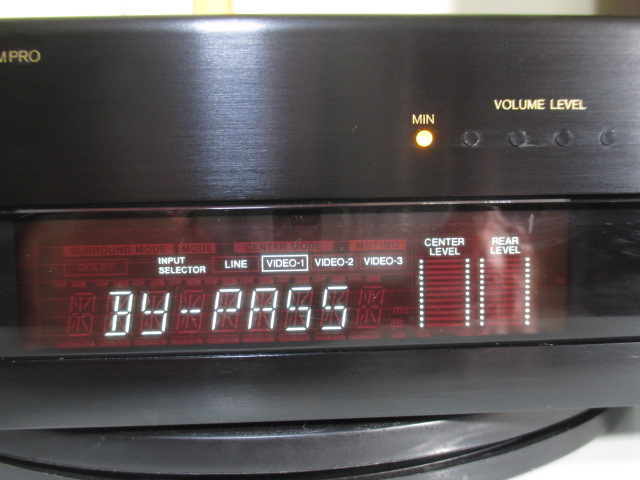 M PRO
VOLUME LEVEL
MIN
SURROUND MODE MODE CENTER MODE MUTING
DOLBY
INPUT SELECTOR LINE VIDEO-1 VIDEO-2 VIDEO-3
CENTER LEVEL
REAR LEVEL
BY-PASS
ms